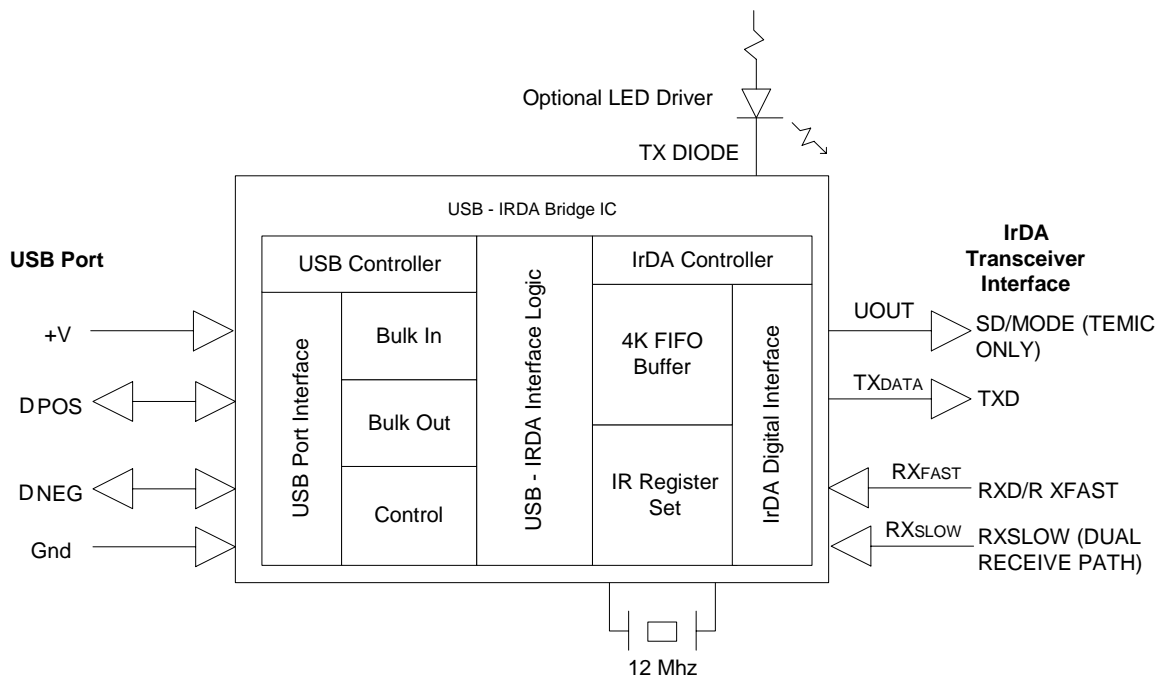 Optional LED Driver
TX DIODE
USB - IRDA Bridge IC
USB Port
+V
DPOS
DNEG
Gnd
USB Controller
USB Port Interface
Bulk In
Bulk Out
Control
USB - IRDA Interface Logic
IrDA Controller
4K FIFO
Buffer
IR Register
Set
IrDA Digital Interface
IrDA
Transceiver
Interface
UOUT
SD/MODE (TEMIC
ONLY)
TXDATA
TXD
RXFAST
RXD/R XFAST
RXSLOW
RXSLOW (DUAL
RECEIVE PATH)
12 Mhz